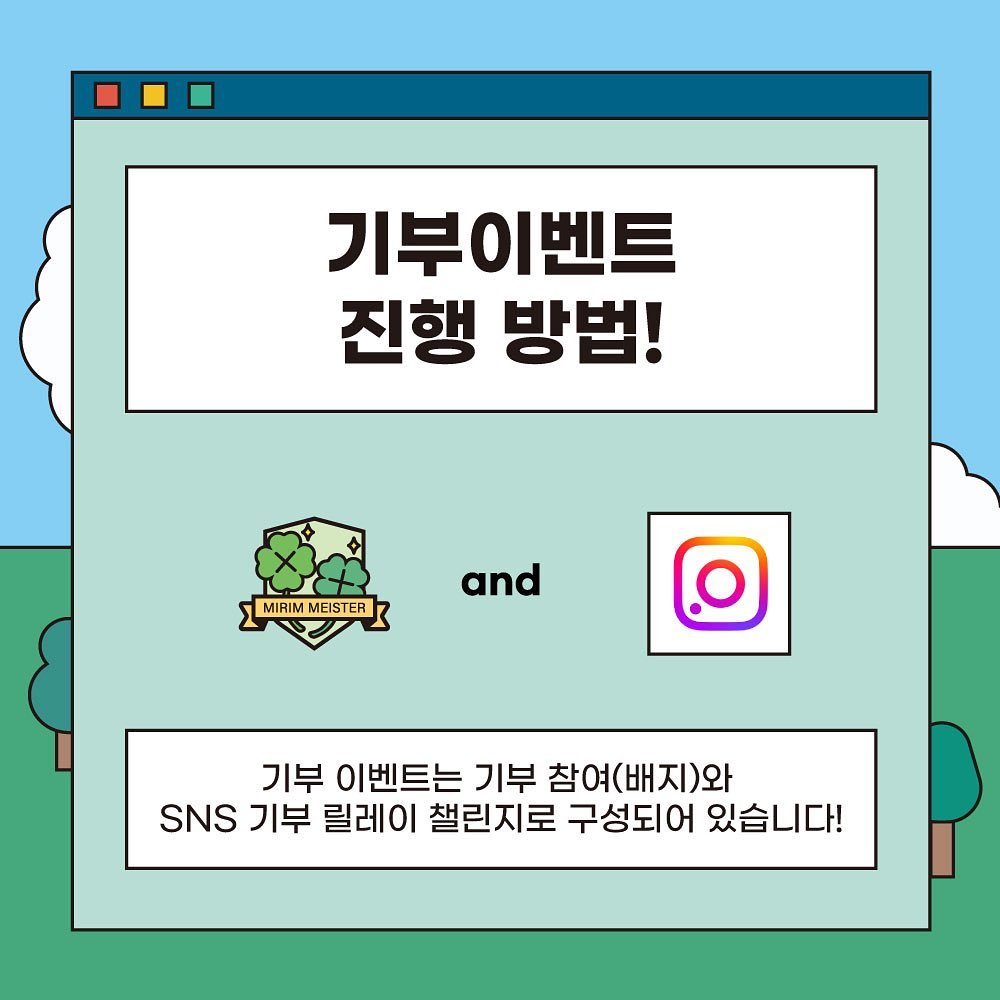 기부이벤트
진행 방법!
MIRIM MEISTER
and
기부 이벤트는 기부 참여(배지)와
SNS 기부 릴레이 챌린지로 구성되어 있습니다!